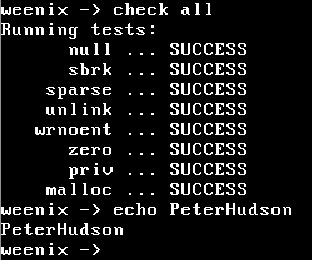 weenix -> check all
Running tests:
null ... SUCCESS
sbrk ... SUCCESS
sparse ... SUCCESS
unlink ... SUCCESS
wrnoent ... SUCCESS
zero ... SUCCESS
priv ... SUCCESS
malloc ... SUCCESS
weenix -> echo PeterHudson
PeterHudson
weenix ->